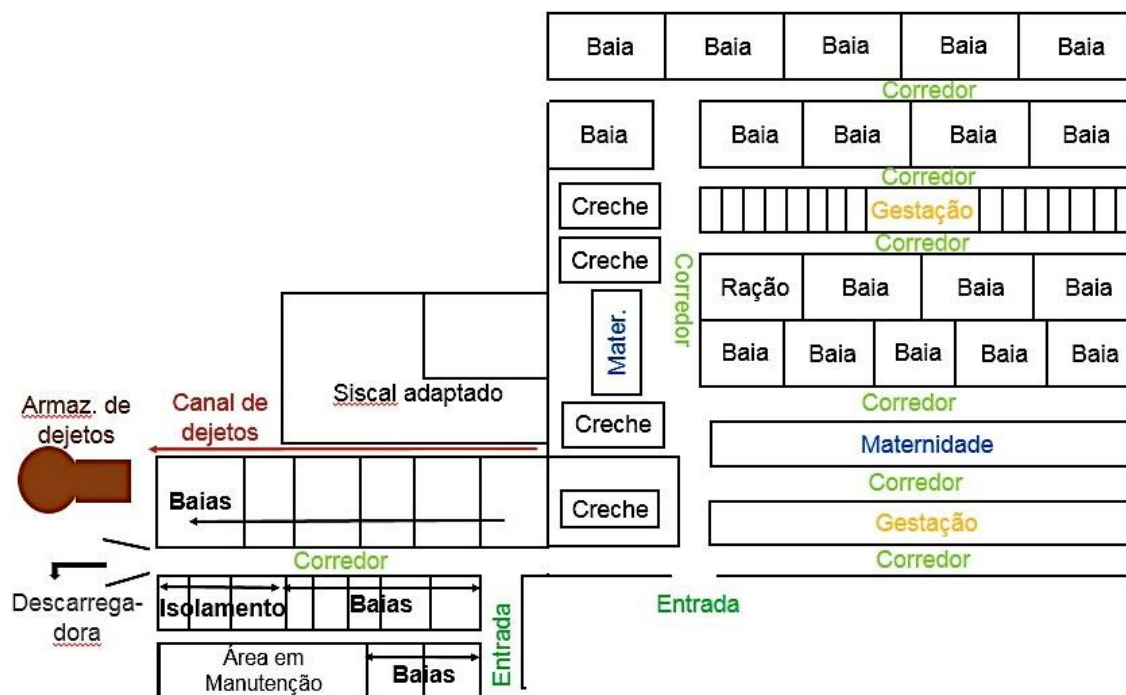 Baia Baia Baia Baia Baia
Corredor
Baia Baia Baia Baia Baia
Corredor
Creche Gestação
Corredor
Creche
Corredor
Ração Baia Baia Baia
Mater.
Baia Baia Baia Baia Baia
Siscal adaptado
Corredor
Armaz. de
dejetos
Canal de
dejetos
Creche
Maternidade
Corredor
Baias
Creche
Gestação
Corredor
Corredor
Descarrega-
dora
Isolamento Baias
Entrada
Entrada
Área em
Manutenção
Baias